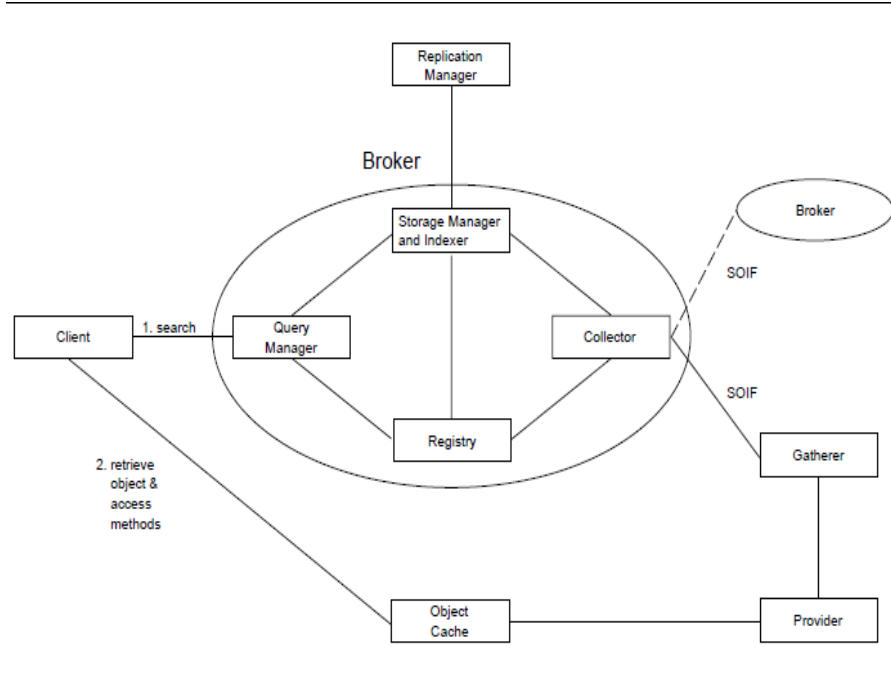 Replication
Manager
Broker
Storage Manager
and Indexer
Broker
SOIF
Client
1. search
Query
Manager
Collector
SOIF
Registry
Gatherer
2. retrieve
object &
access
methods
Object
Cache
Provider